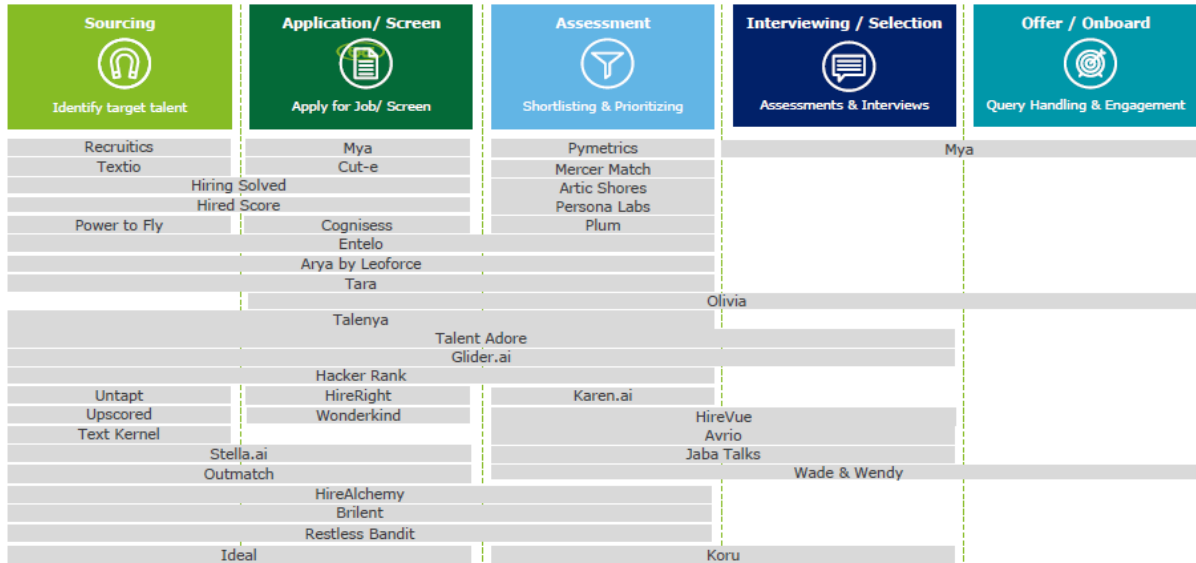 Sourcing
Identify target talent
Application/ Screen
Apply for Job/ Screen
Assessment
Shortlisting & Prioritizing
Interviewing / Selection
Assessments & Interviews
Offer / Onboard
Query Handling & Engagement
Recruitics
Mya
Pymetrics
Mya
Textio
Cut-e
Mercer Match
Hiring Solved
Artic Shores
Hired Score
Persona Labs
Power to Fly
Cognisess
Plum
Entelo
Arya by Leoforce
Tara
Olivia
Talenya
Talent Adore
Glider.ai
Hacker Rank
Untapt
HireRight
Karen.ai
Upscored
Wonderkind
HireVue
Text Kernel
Avrio
Stella.ai
Jaba Talks
Outmatch
Wade & Wendy
HireAlchemy
Brilent
Restless Bandit
Ideal
Koru